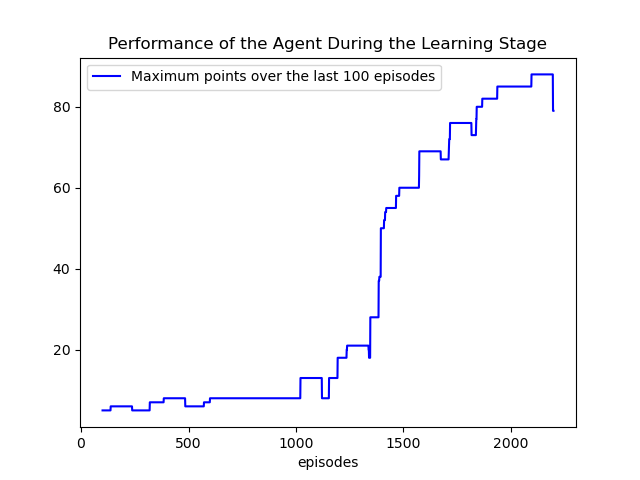 Performance of the Agent During the Learning Stage
Maximum points over the last 100 episodes
80
60
40
20
0 500 1000 1500 2000
episodes